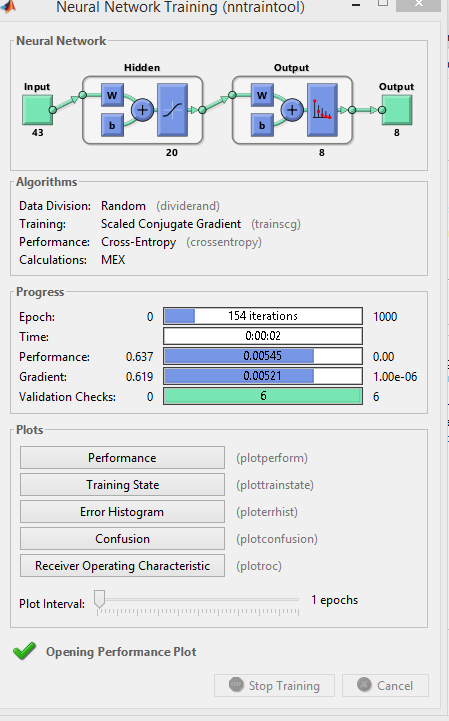 Neural Network Training (nntraintool)
Neural Network
Hidden
Output
Input
Output
W
W
b
b
43
8
20
8
Algorithms
Data Division: Random (dividerand)
Training: Scaled Conjugate Gradient (trainscg)
Performance: Cross-Entropy (crossentropy)
Calculations: MEX
Progress
Epoch: 0 154 iterations 1000
Time: 0:00:02
Performance: 0.637 0.00545 0.00
Gradient: 0.619 0.00521 1.00e-06
Validation Checks: 0 6 6
Plots
Performance (plotperform)
Training State (plottrainstate)
Error Histogram (ploterrhist)
Confusion (plotconfusion)
Receiver Operating Characteristic (plotroc)
Plot Interval: 1 epochs
Opening Performance Plot
Stop Training Cancel